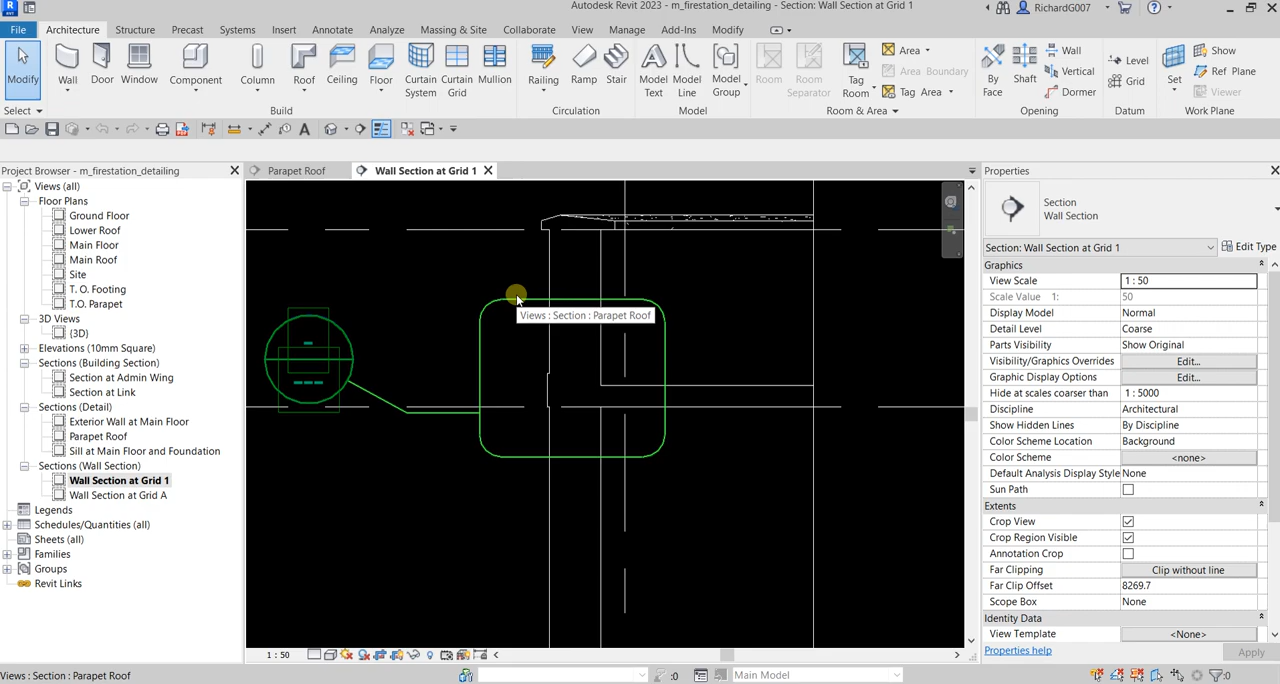 Autodesk Revit 2023 - m_firestation_detailing - Section: Wall Section at Grid 1
RichardG007
File Architecture Structure Precast Systems Insert Annotate Analyze Massing & Site Collaborate View Manage Add-Ins Modify
Modify Wall Door Window Component Column Roof Ceiling Floor Curtain System Curtain Grid Mullion Railing Ramp Stair Model Text Model Line Model Group Room Room Separator Tag Room Area Area Boundary Tag Area By Face Shaft Wall Vertical Dormer Level Grid Set Show Ref Plane Viewer
Select Build Circulation Model Room & Area Opening Datum Work Plane
Project Browser - m_firestation_detailing
Views (all)
Floor Plans
Ground Floor
Lower Roof
Main Floor
Main Roof
Site
T. O. Footing
T.O. Parapet
3D Views
{3D}
Elevations (10mm Square)
Sections (Building Section)
Section at Admin Wing
Section at Link
Sections (Detail)
Exterior Wall at Main Floor
Parapet Roof
Sill at Main Floor and Foundation
Sections (Wall Section)
Wall Section at Grid 1
Wall Section at Grid A
Legends
Schedules/Quantities (all)
Sheets (all)
Families
Groups
Revit Links
Parapet Roof
Wall Section at Grid 1
Views : Section : Parapet Roof
1 : 50
Properties
Section
Wall Section
Section: Wall Section at Grid 1 Edit Type
Graphics
View Scale 1 : 50
Scale Value 1: 50
Display Model Normal
Detail Level Coarse
Parts Visibility Show Original
Visibility/Graphics Overrides Edit...
Graphic Display Options Edit...
Hide at scales coarser than 1 : 5000
Discipline Architectural
Show Hidden Lines By Discipline
Color Scheme Location Background
Color Scheme <none>
Default Analysis Display Style None
Sun Path
Extents
Crop View
Crop Region Visible
Annotation Crop
Far Clipping Clip without line
Far Clip Offset 8269.7
Scope Box None
Identity Data
View Template <None>
Properties help Apply
Views : Section : Parapet Roof
:0
Main Model
:0